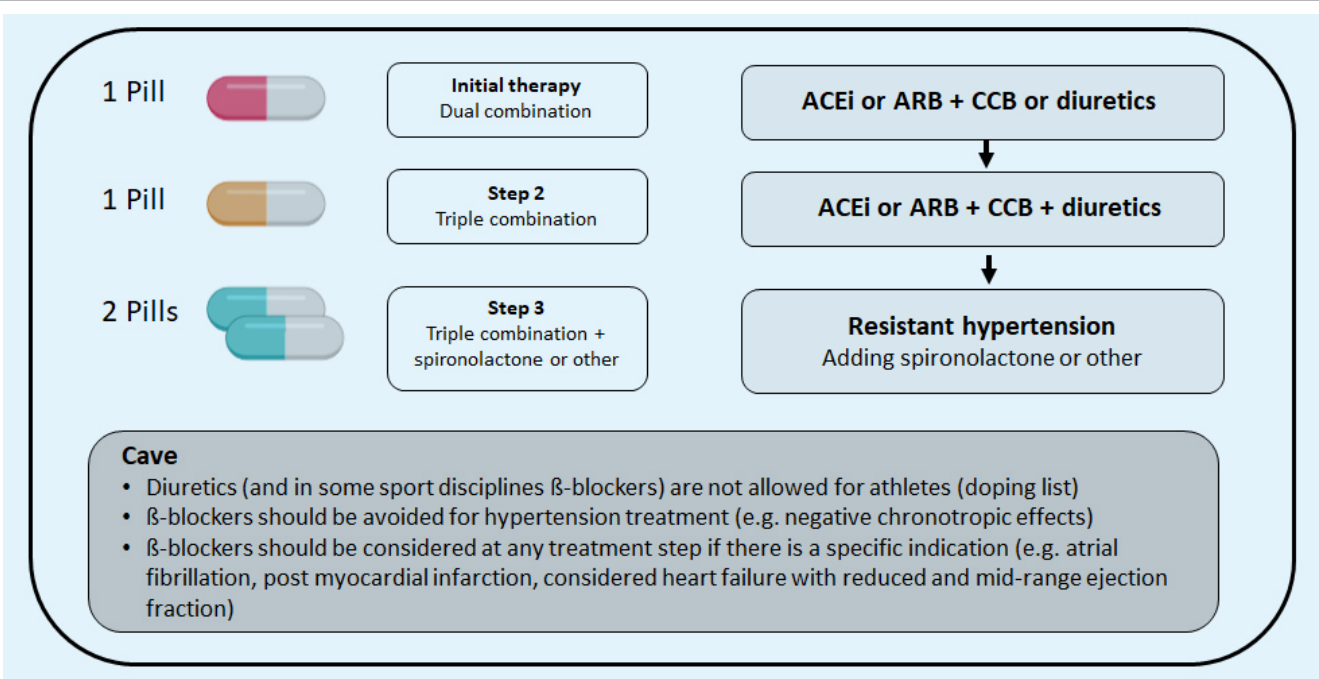 1 Pill
Initial therapy
Dual combination
ACEi or ARB + CCB or diuretics
1 Pill
Step 2
Triple combination
ACEi or ARB + CCB + diuretics
2 Pills
Step 3
Triple combination +
spironolactone or other
Resistant hypertension
Adding spironolactone or other
Cave
• Diuretics (and in some sport disciplines ß-blockers) are not allowed for athletes (doping list)
• ß-blockers should be avoided for hypertension treatment (e.g. negative chronotropic effects)
• ß-blockers should be considered at any treatment step if there is a specific indication (e.g. atrial
fibrillation, post myocardial infarction, considered heart failure with reduced and mid-range ejection
fraction)